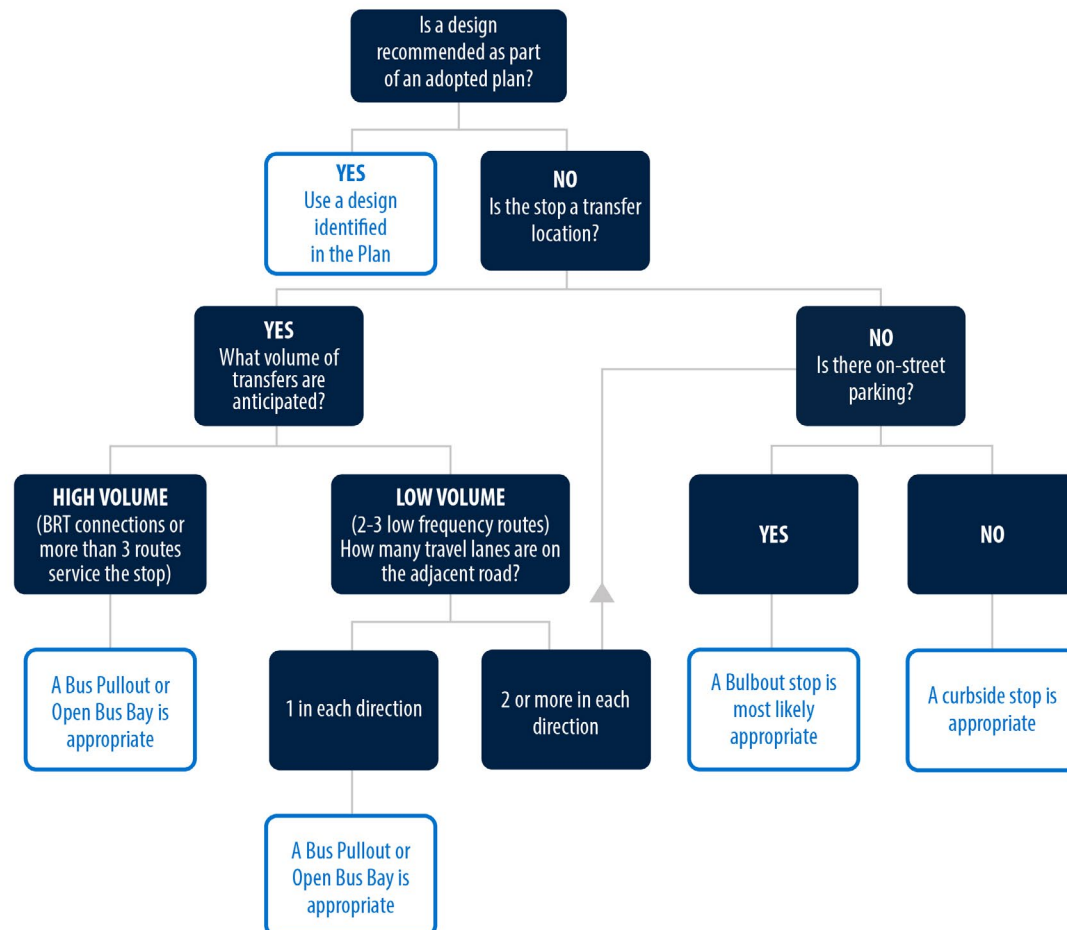 Is a design
recommended as part
of an adopted plan?
YES
Use a design
identified
in the Plan
NO
Is the stop a transfer
location?
YES
What volume of
transfers are
anticipated?
NO
Is there on-street
parking?
HIGH VOLUME
(BRT connections or
more than 3 routes
service the stop)
LOW VOLUME
(2-3 low frequency routes)
How many travel lanes are on
the adjacent road?
YES
NO
A Bus Pullout or
Open Bus Bay is
appropriate
1 in each direction
2 or more in each
direction
A Bulbout stop is
most likely
appropriate
A curbside stop is
appropriate
A Bus Pullout or
Open Bus Bay is
appropriate